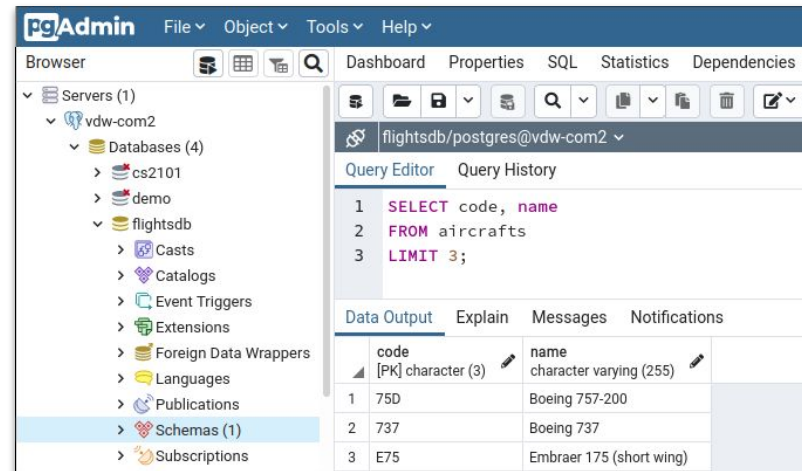 pgAdmin File Object Tools Help
Browser Dashboard Properties SQL Statistics Dependencies
Servers (1)
vdw-com2
Databases (4)
cs2101
demo
flightsdb
Casts
Catalogs
Event Triggers
Extensions
Foreign Data Wrappers
Languages
Publications
Schemas (1)
Subscriptions
flightsdb/postgres@vdw-com2
Query Editor Query History
1 SELECT code, name
2 FROM aircrafts
3 LIMIT 3;
Data Output Explain Messages Notifications
code name
[PK] character (3) character varying (255)
1 75D Boeing 757-200
2 737 Boeing 737
3 E75 Embraer 175 (short wing)